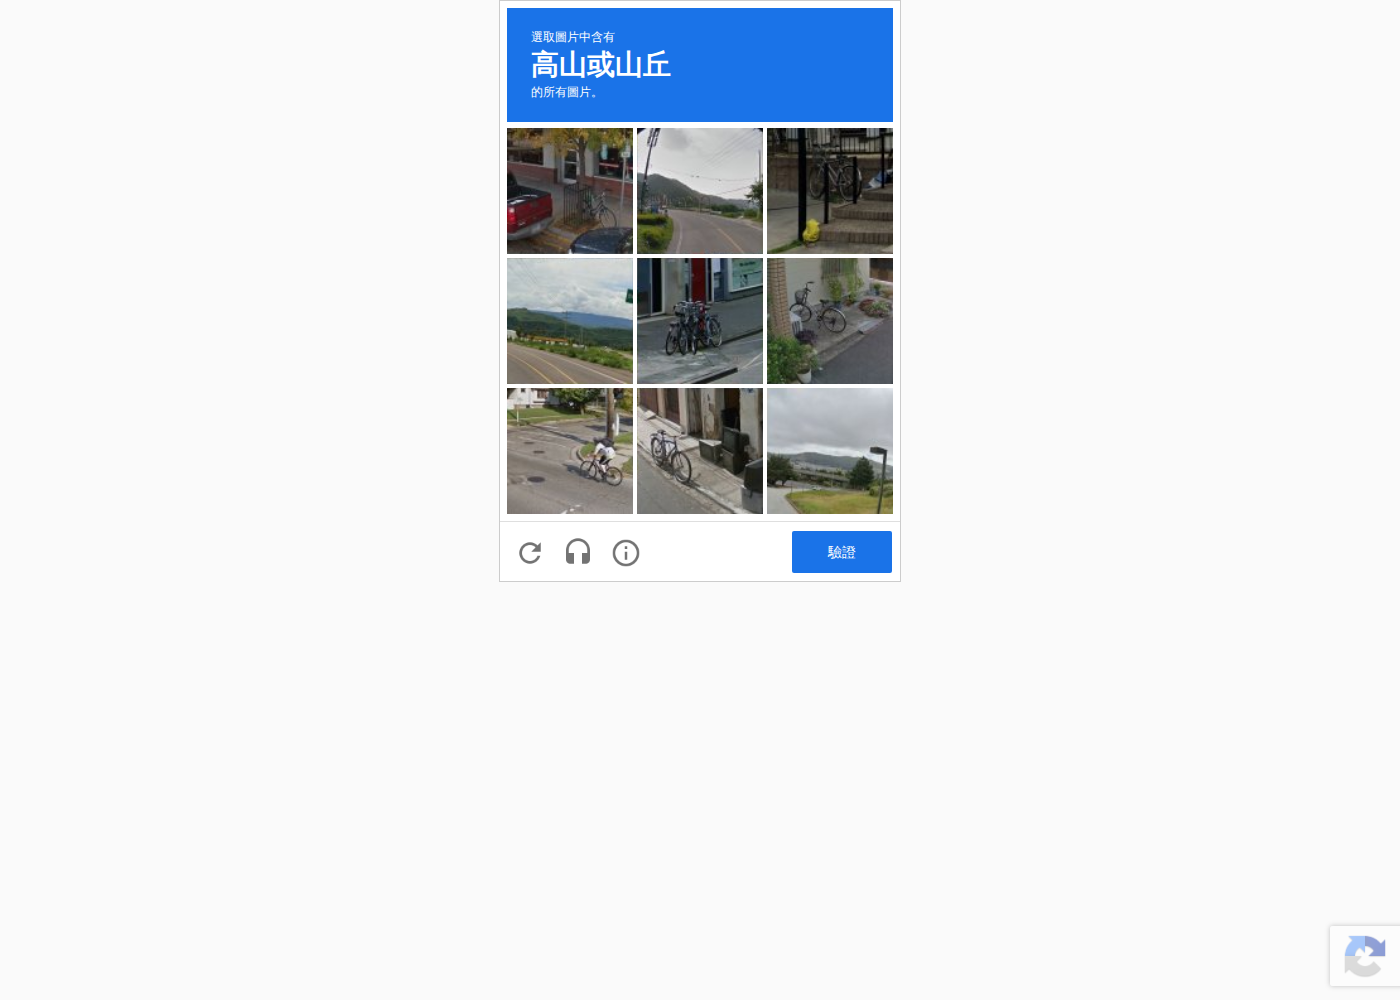 選取圖片中含有
高山或山丘
的所有圖片。
驗證